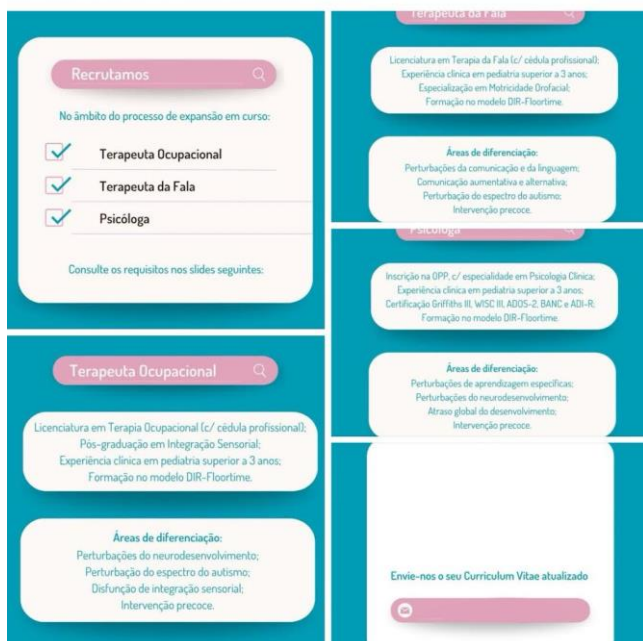 Recrutamos
No âmbito do processo de expansão em curso:
Terapeuta Ocupacional
Terapeuta da Fala
Psicóloga
Consulte os requisitos nos slides seguintes:
Terapeuta Ocupacional
Licenciatura em Terapia Ocupacional (c/ cédula profissional);
Pós-graduação em Integração Sensorial;
Experiência clínica em pediatria superior a 3 anos;
Formação no modelo DIR-Floortime.
Áreas de diferenciação:
Perturbações do neurodesenvolvimento;
Perturbação do espectro do autismo;
Disfunção de integração sensorial;
Intervenção precoce.
Terapeuta da Fala
Licenciatura em Terapia da Fala (c/ cédula profissional);
Experiência clínica em pediatria superior a 3 anos;
Especialização em Motricidade Orofacial;
Formação no modelo DIR-Floortime.
Áreas de diferenciação:
Perturbações da comunicação e da linguagem;
Comunicação aumentativa e alternativa;
Perturbação do espectro do autismo;
Intervenção precoce.
Psicóloga
Inscrição na OPP, c/ especialidade em Psicologia Clínica;
Experiência clínica em pediatria superior a 3 anos;
Certificação Griffiths III, WISC III, ADOS-2, BANC e ADI-R;
Formação no modelo DIR-Floortime.
Áreas de diferenciação:
Perturbações de aprendizagem específicas;
Perturbações do neurodesenvolvimento;
Atraso global do desenvolvimento;
Intervenção precoce.
Envie-nos o seu Curriculum Vitae atualizado